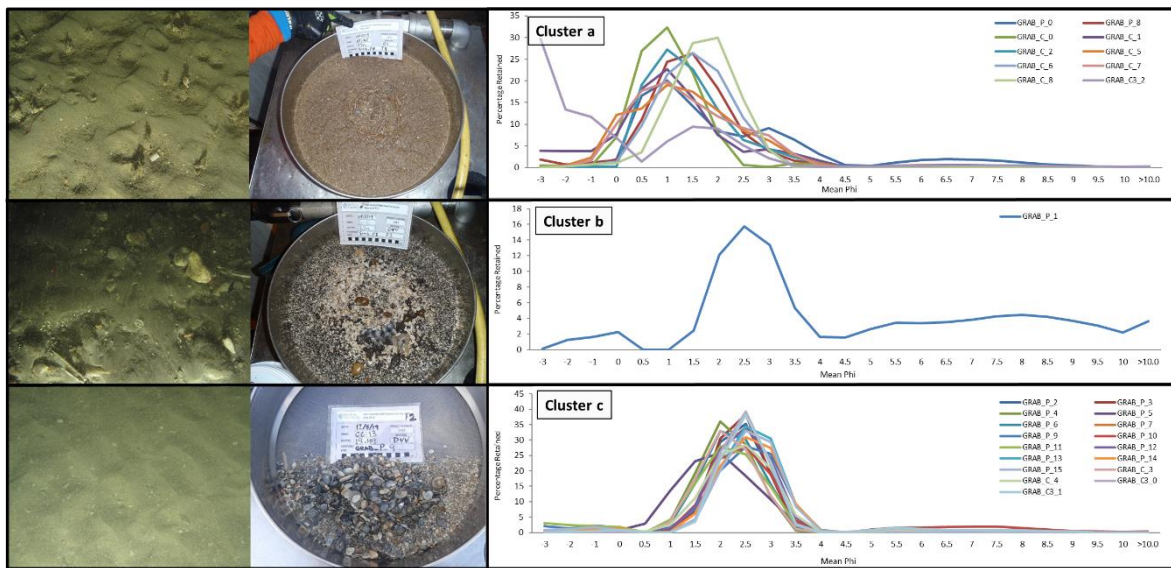 Cluster a
Percentage Retained
35
30
25
20
15
10
5
0
-3 -2 -1 0 0.5 1 1.5 2 2.5 3 3.5 4 4.5 5 5.5 6 6.5 7 7.5 8 8.5 9 9.5 10 >10.0
Mean Phi
GRAB_P_0 GRAB_P_8
GRAB_C_0 GRAB_C_1
GRAB_C_2 GRAB_C_5
GRAB_C_6 GRAB_C_7
GRAB_C_8 GRAB_C3_2
Cluster b
Percentage Retained
18
16
14
12
10
8
6
4
2
0
-3 -2 -1 0 0.5 1 1.5 2 2.5 3 3.5 4 4.5 5 5.5 6 6.5 7 7.5 8 8.5 9 9.5 10 >10.0
Mean Phi
GRAB_P_1
12/8/19
GRAB_P_9
Cluster c
Percentage Retained
45
40
35
30
25
20
15
10
5
0
-3 -2 -1 0 0.5 1 1.5 2 2.5 3 3.5 4 4.5 5 5.5 6 6.5 7 7.5 8 8.5 9 9.5 10 >10.0
Mean Phi
GRAB_P_2 GRAB_P_3
GRAB_P_4 GRAB_P_5
GRAB_P_6 GRAB_P_7
GRAB_P_9 GRAB_P_10
GRAB_P_11 GRAB_P_12
GRAB_P_13 GRAB_P_14
GRAB_P_15 GRAB_C_3
GRAB_C_4 GRAB_C3_0
GRAB_C3_1